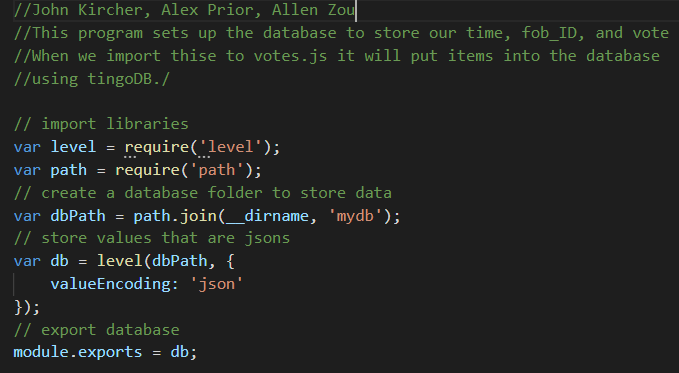 //John Kircher, Alex Prior, Allen Zou
//This program sets up the database to store our time, fob_ID, and vote
//When we import thise to votes.js it will put items into the database
//using tingoDB./
// import libraries
var level = require('level');
var path = require('path');
// create a database folder to store data
var dbPath = path.join(__dirname, 'mydb');
// store values that are jsons
var db = level(dbPath, {
    valueEncoding: 'json'
});
// export database
module.exports = db;